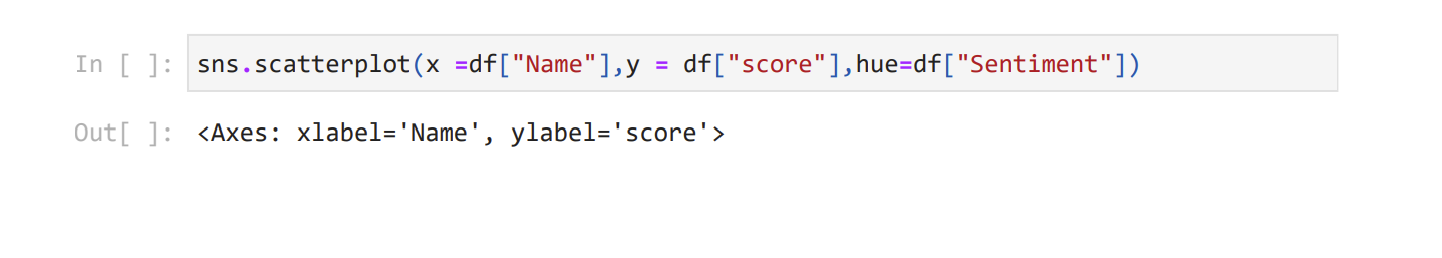 In [ ]: sns.scatterplot(x =df["Name"],y = df["score"],hue=df["Sentiment"])
Out[ ]: <Axes: xlabel='Name', ylabel='score'>